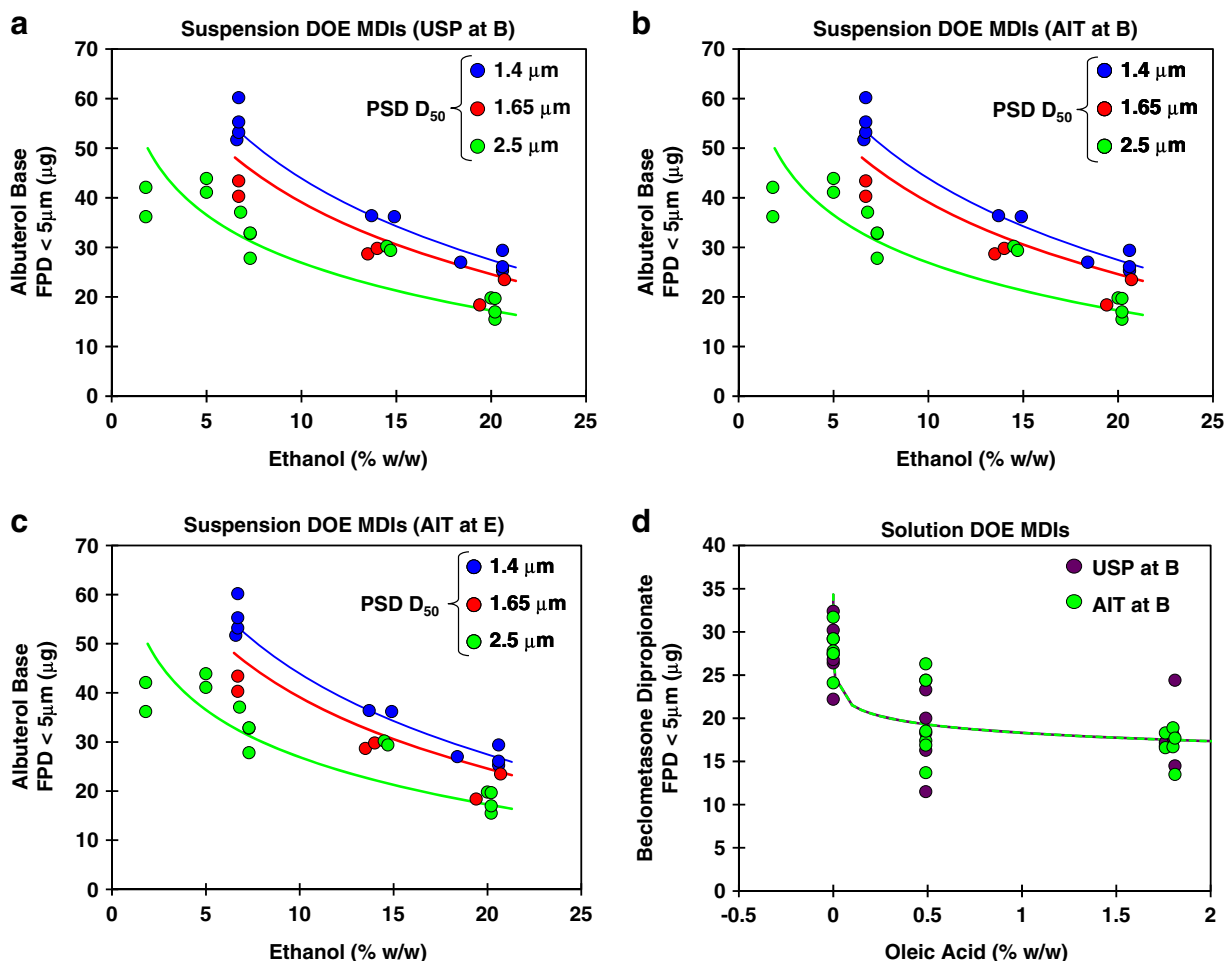 a
Suspension DOE MDIs (USP at B)
70
60
50
40
30
20
10
0
0 5 10 15 20 25
Albuterol Base
FPD < 5μm (μg)
Ethanol (% w/w)
PSD D50
1.4 μm
1.65 μm
2.5 μm
b
Suspension DOE MDIs (AIT at B)
70
60
50
40
30
20
10
0
0 5 10 15 20 25
Albuterol Base
FPD < 5μm (μg)
Ethanol (% w/w)
PSD D50
1.4 μm
1.65 μm
2.5 μm
c
Suspension DOE MDIs (AIT at E)
70
60
50
40
30
20
10
0
0 5 10 15 20 25
Albuterol Base
FPD < 5μm (μg)
Ethanol (% w/w)
PSD D50
1.4 μm
1.65 μm
2.5 μm
d
Solution DOE MDIs
40
35
30
25
20
15
10
5
0
-0.5 0 0.5 1 1.5 2
Beclometasone Dipropionate
FPD < 5μm (μg)
Oleic Acid (% w/w)
USP at B
AIT at B